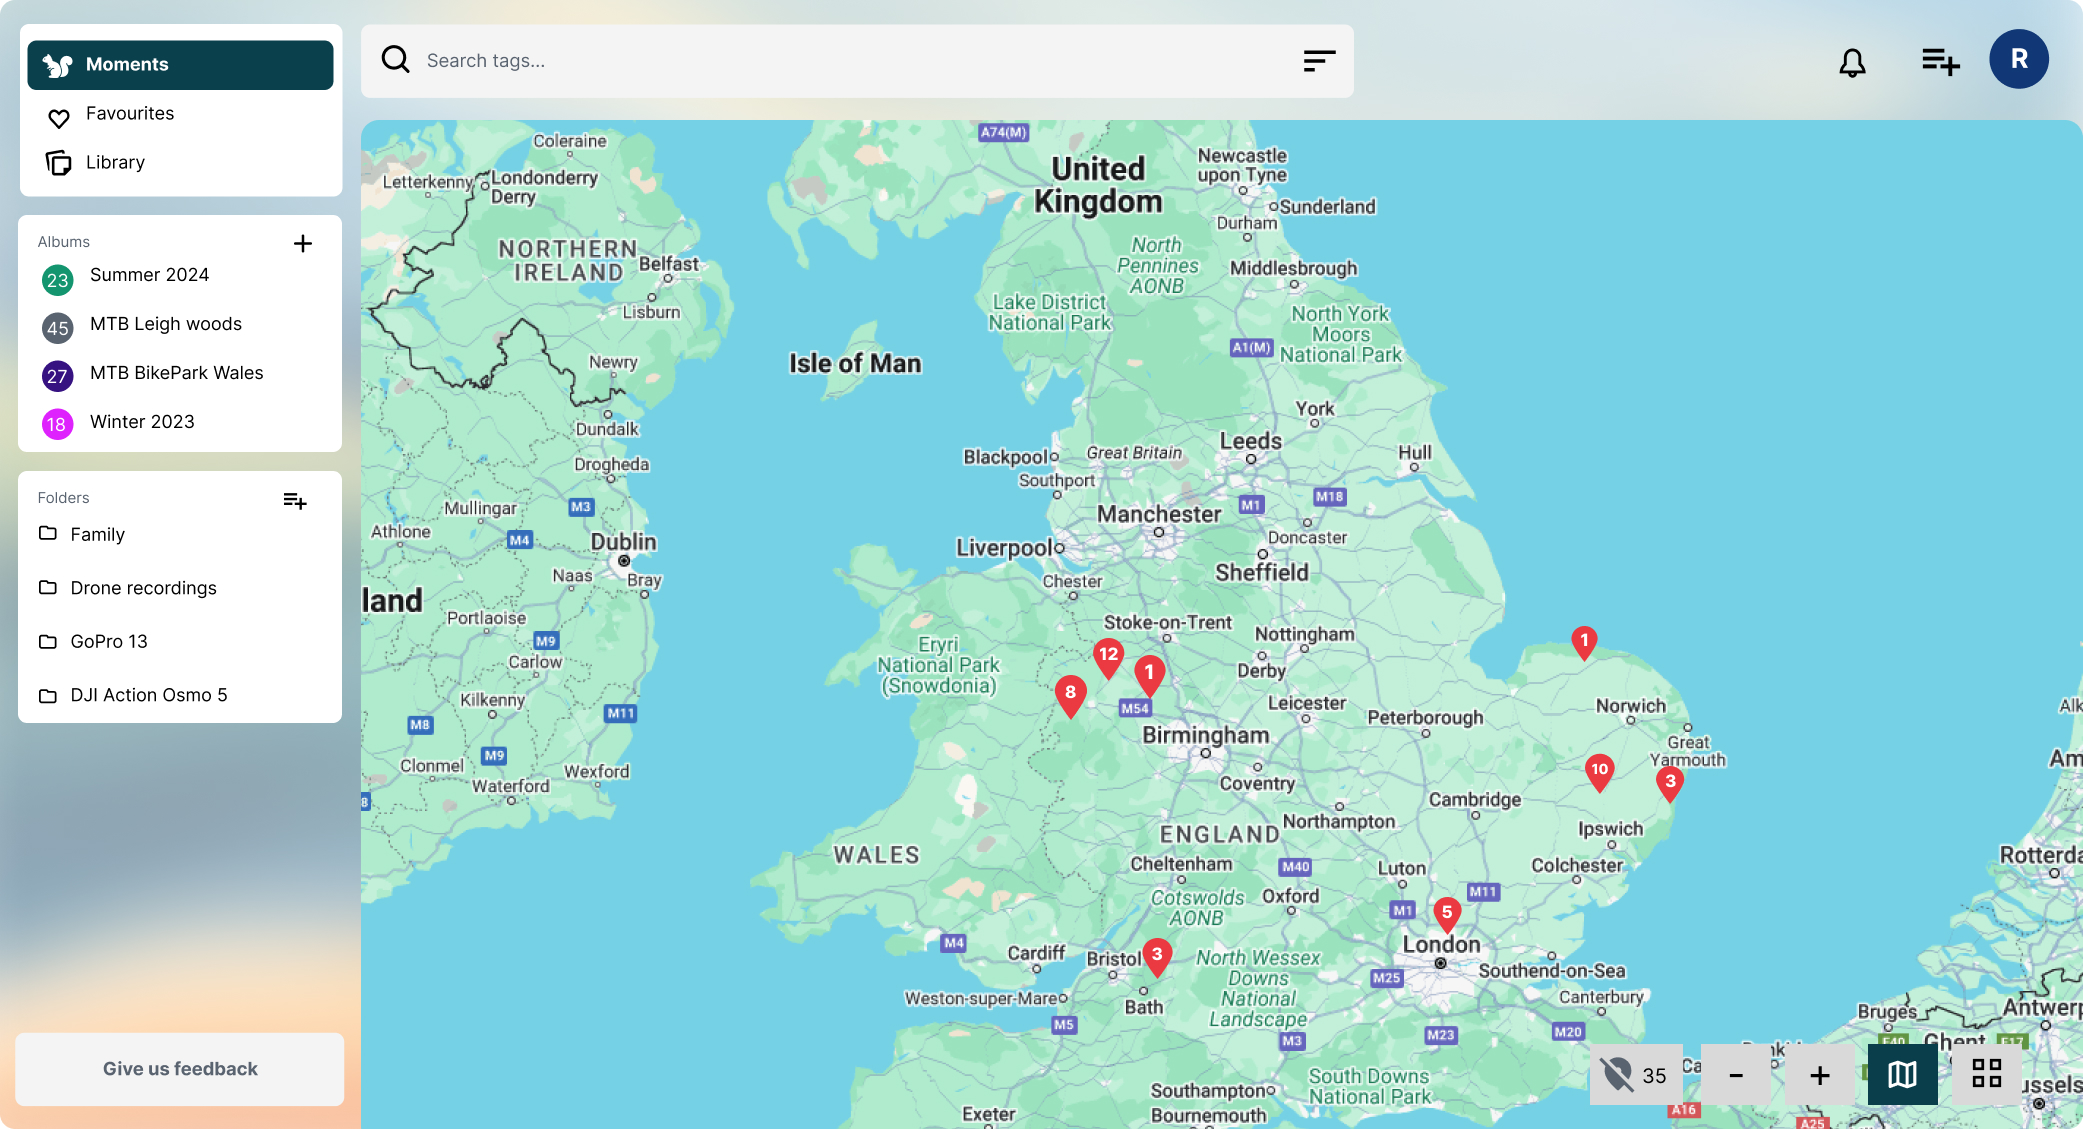 Moments
Favourites
Library
Albums
23 Summer 2024
45 MTB Leigh woods
27 MTB BikePark Wales
18 Winter 2023
Folders
Family
Drone recordings
GoPro 13
DJI Action Osmo 5
Give us feedback
Search tags...
R
A74(M)
Coleraine
Letterkenny
Londonderry
Derry
NORTHERN
IRELAND
Belfast
Lisburn
Newry
Dundalk
Drogheda
Mullingar
M3
Athlone
M4
Dublin
Naas
Bray
land
Portlaoise
M9
Carlow
Kilkenny
M11
M8
M9
Clonmel
Waterford
Wexford
8
United
Kingdom
Newcastle
upon Tyne
Sunderland
Durham
North
Pennines
AONB
Middlesbrough
Lake District
National Park
North York
Moors
National Park
A1(M)
Isle of Man
York
Leeds
Blackpool
Great Britain
Hull
Southport
M1
M18
Manchester
Doncaster
Liverpool
Sheffield
Chester
Stoke-on-Trent
Nottingham
Eryri
National Park
(Snowdonia)
Derby
12
1
8
M54
Leicester
Peterborough
1
Norwich
Birmingham
Great
Yarmouth
Coventry
10
3
Cambridge
Northampton
Ipswich
ENGLAND
WALES
Cheltenham
M40
Luton
Colchester
Cotswolds
AONB
Oxford
M11
M1
5
London
M4
Cardiff
Bristol
3
North Wessex
Downs
National
Landscape
M25
Southend-on-Sea
Weston-super-Mare
Bath
Canterbury
M5
M3
M23
M20
South Downs
National Park
Southampton
Bournemouth
Exeter
Alk
Am
Rotterda
Antwerp
Bruges
E40
Ghent
E17
Ca
ussels
A16
A25
35